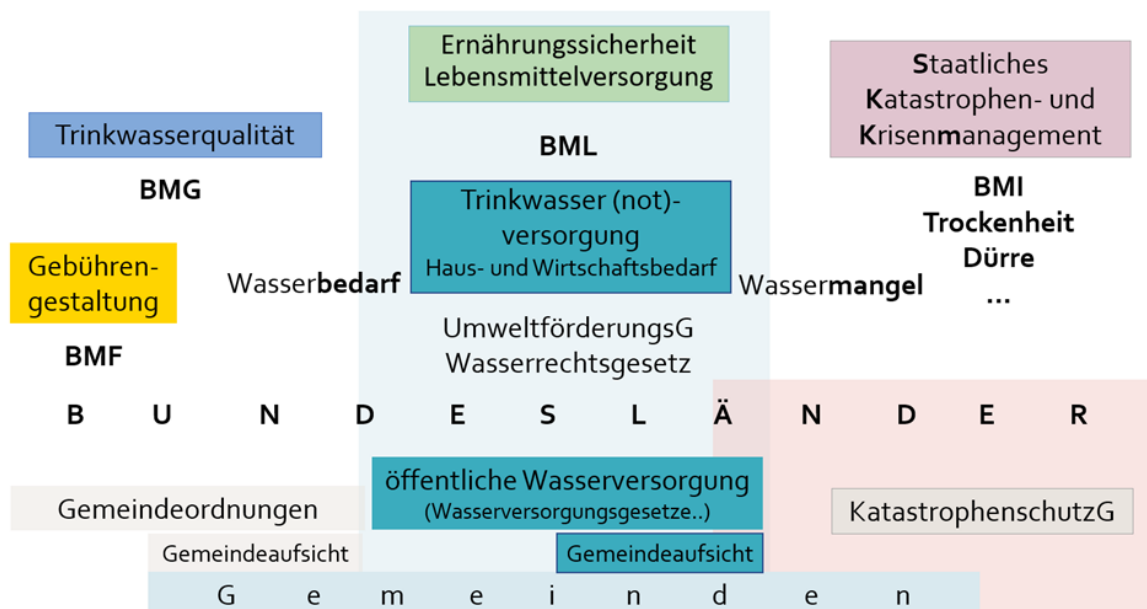 Ernährungssicherheit
Lebensmittelversorgung
Staatliches
Katastrophen- und
Krisenmanagement
Trinkwasserqualität
BML
BMG
BMI
Trockenheit
Dürre
...
Trinkwasser (not)-
versorgung
Haus- und Wirtschaftsbedarf
Gebühren-
gestaltung
Wasserbedarf
Wassermangel
UmweltförderungsG
Wasserrechtsgesetz
BMF
B U N D E S L Ä N D E R
öffentliche Wasserversorgung
(Wasserversorgungsgesetze..)
Gemeindeordnungen
KatastrophenschutzG
Gemeindeaufsicht
Gemeindeaufsicht
G e m e i n d e n